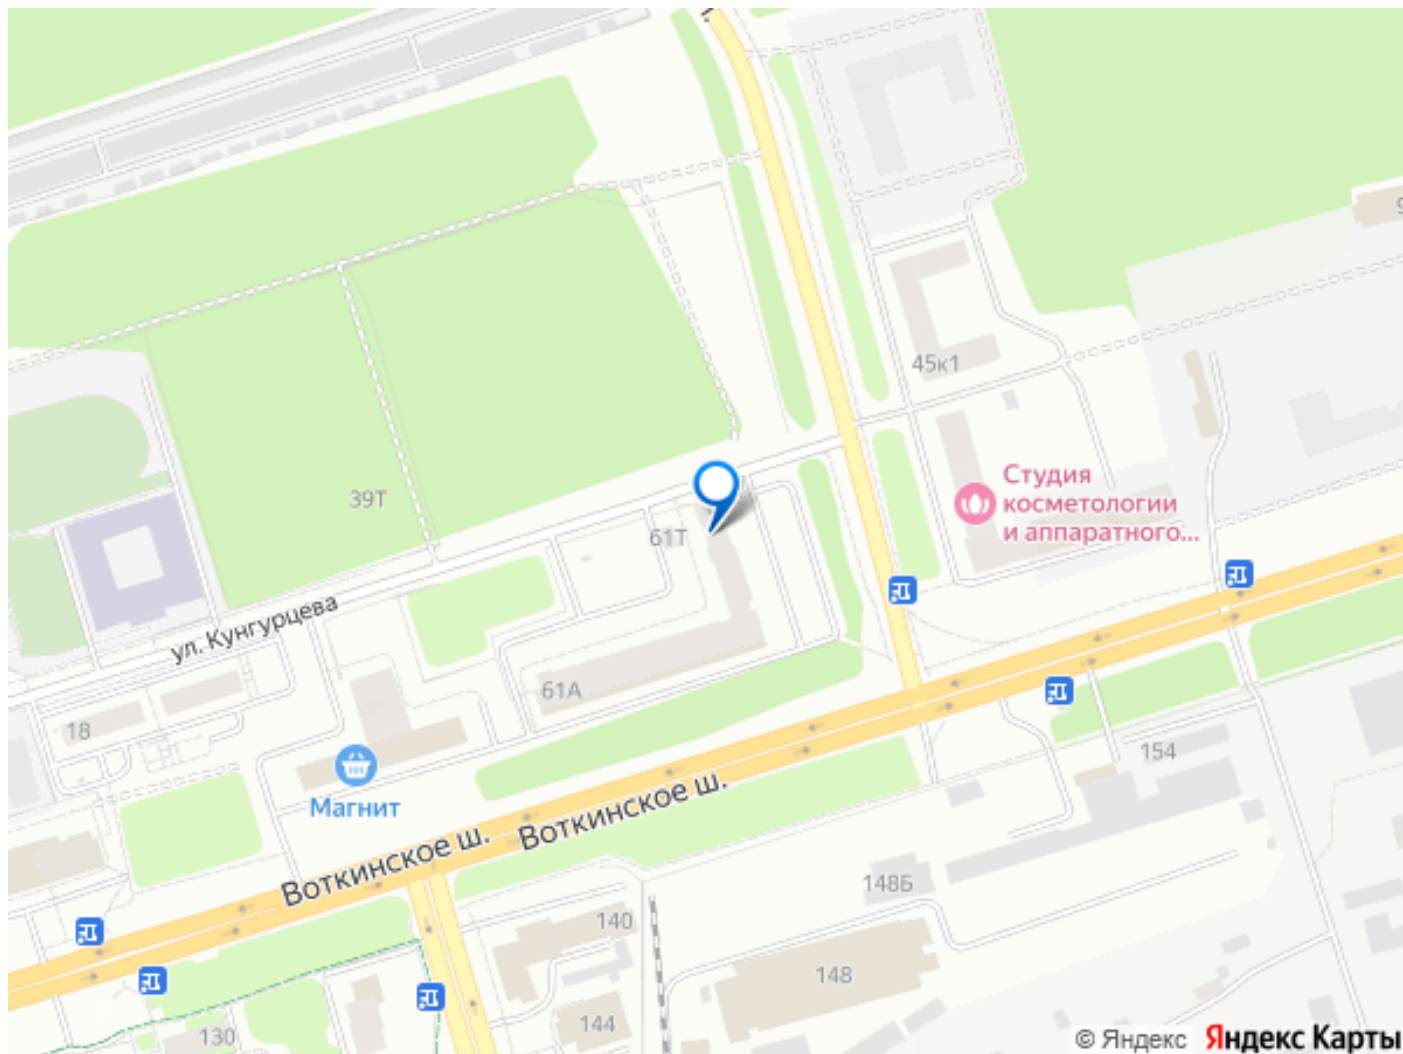 45к1
Студия
косметологии
и аппаратного...
39Т
61Т
ул. Кунгурцева
61А
18
154
Магнит
Воткинское ш.
Воткинское ш.
148Б
140
148
144
130
© Яндекс Яндекс Карты